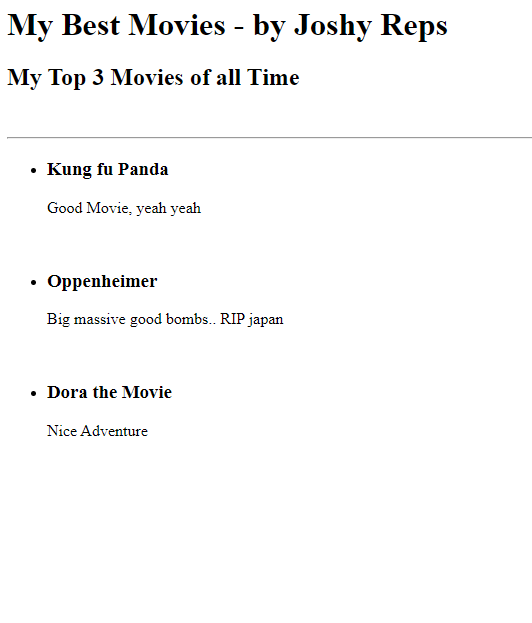 My Best Movies - by Joshy Reps
My Top 3 Movies of all Time
Kung fu Panda
Good Movie, yeah yeah
Oppenheimer
Big massive good bombs.. RIP japan
Dora the Movie
Nice Adventure